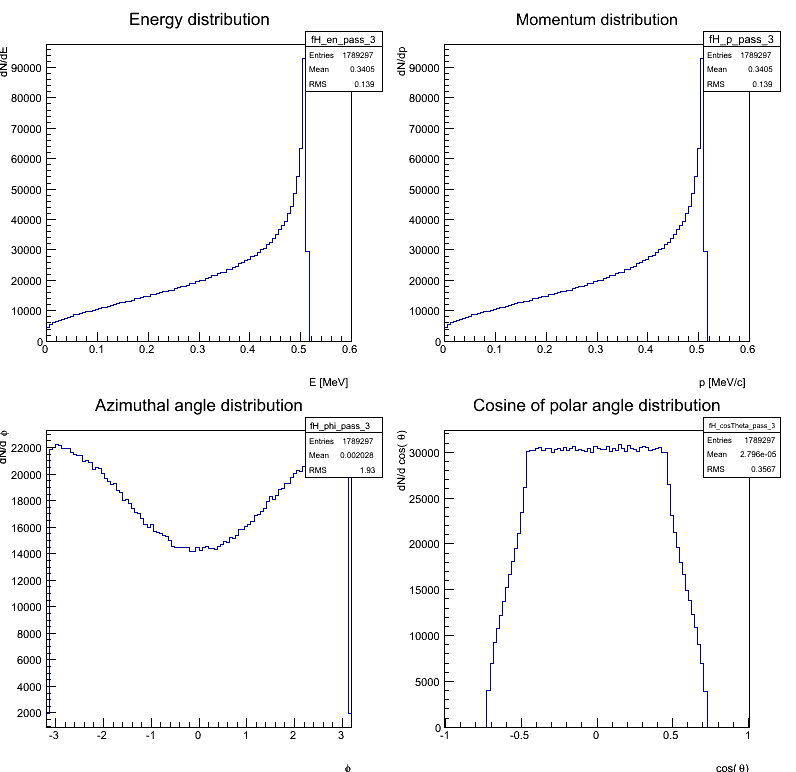 Energy distribution
dN/dE
fH_en_pass_3
Entries 1789297
Mean 0.3405
RMS 0.139
90000
80000
70000
60000
50000
40000
30000
20000
10000
0
0 0.1 0.2 0.3 0.4 0.5 0.6
E [MeV]
Momentum distribution
dN/dp
fH_p_pass_3
Entries 1789297
Mean 0.3405
RMS 0.139
90000
80000
70000
60000
50000
40000
30000
20000
10000
0
0 0.1 0.2 0.3 0.4 0.5 0.6
p [MeV/c]
Azimuthal angle distribution
dN/d ϕ
fH_phi_pass_3
Entries 1789297
Mean 0.002028
RMS 1.93
22000
20000
18000
16000
14000
12000
10000
8000
6000
4000
2000
-3 -2 -1 0 1 2 3
ϕ
Cosine of polar angle distribution
dN/d cos( θ)
fH_cosTheta_pass_3
Entries 1789297
Mean 2.796e-05
RMS 0.3567
30000
25000
20000
15000
10000
5000
0
-1 -0.5 0 0.5 1
cos(θ)